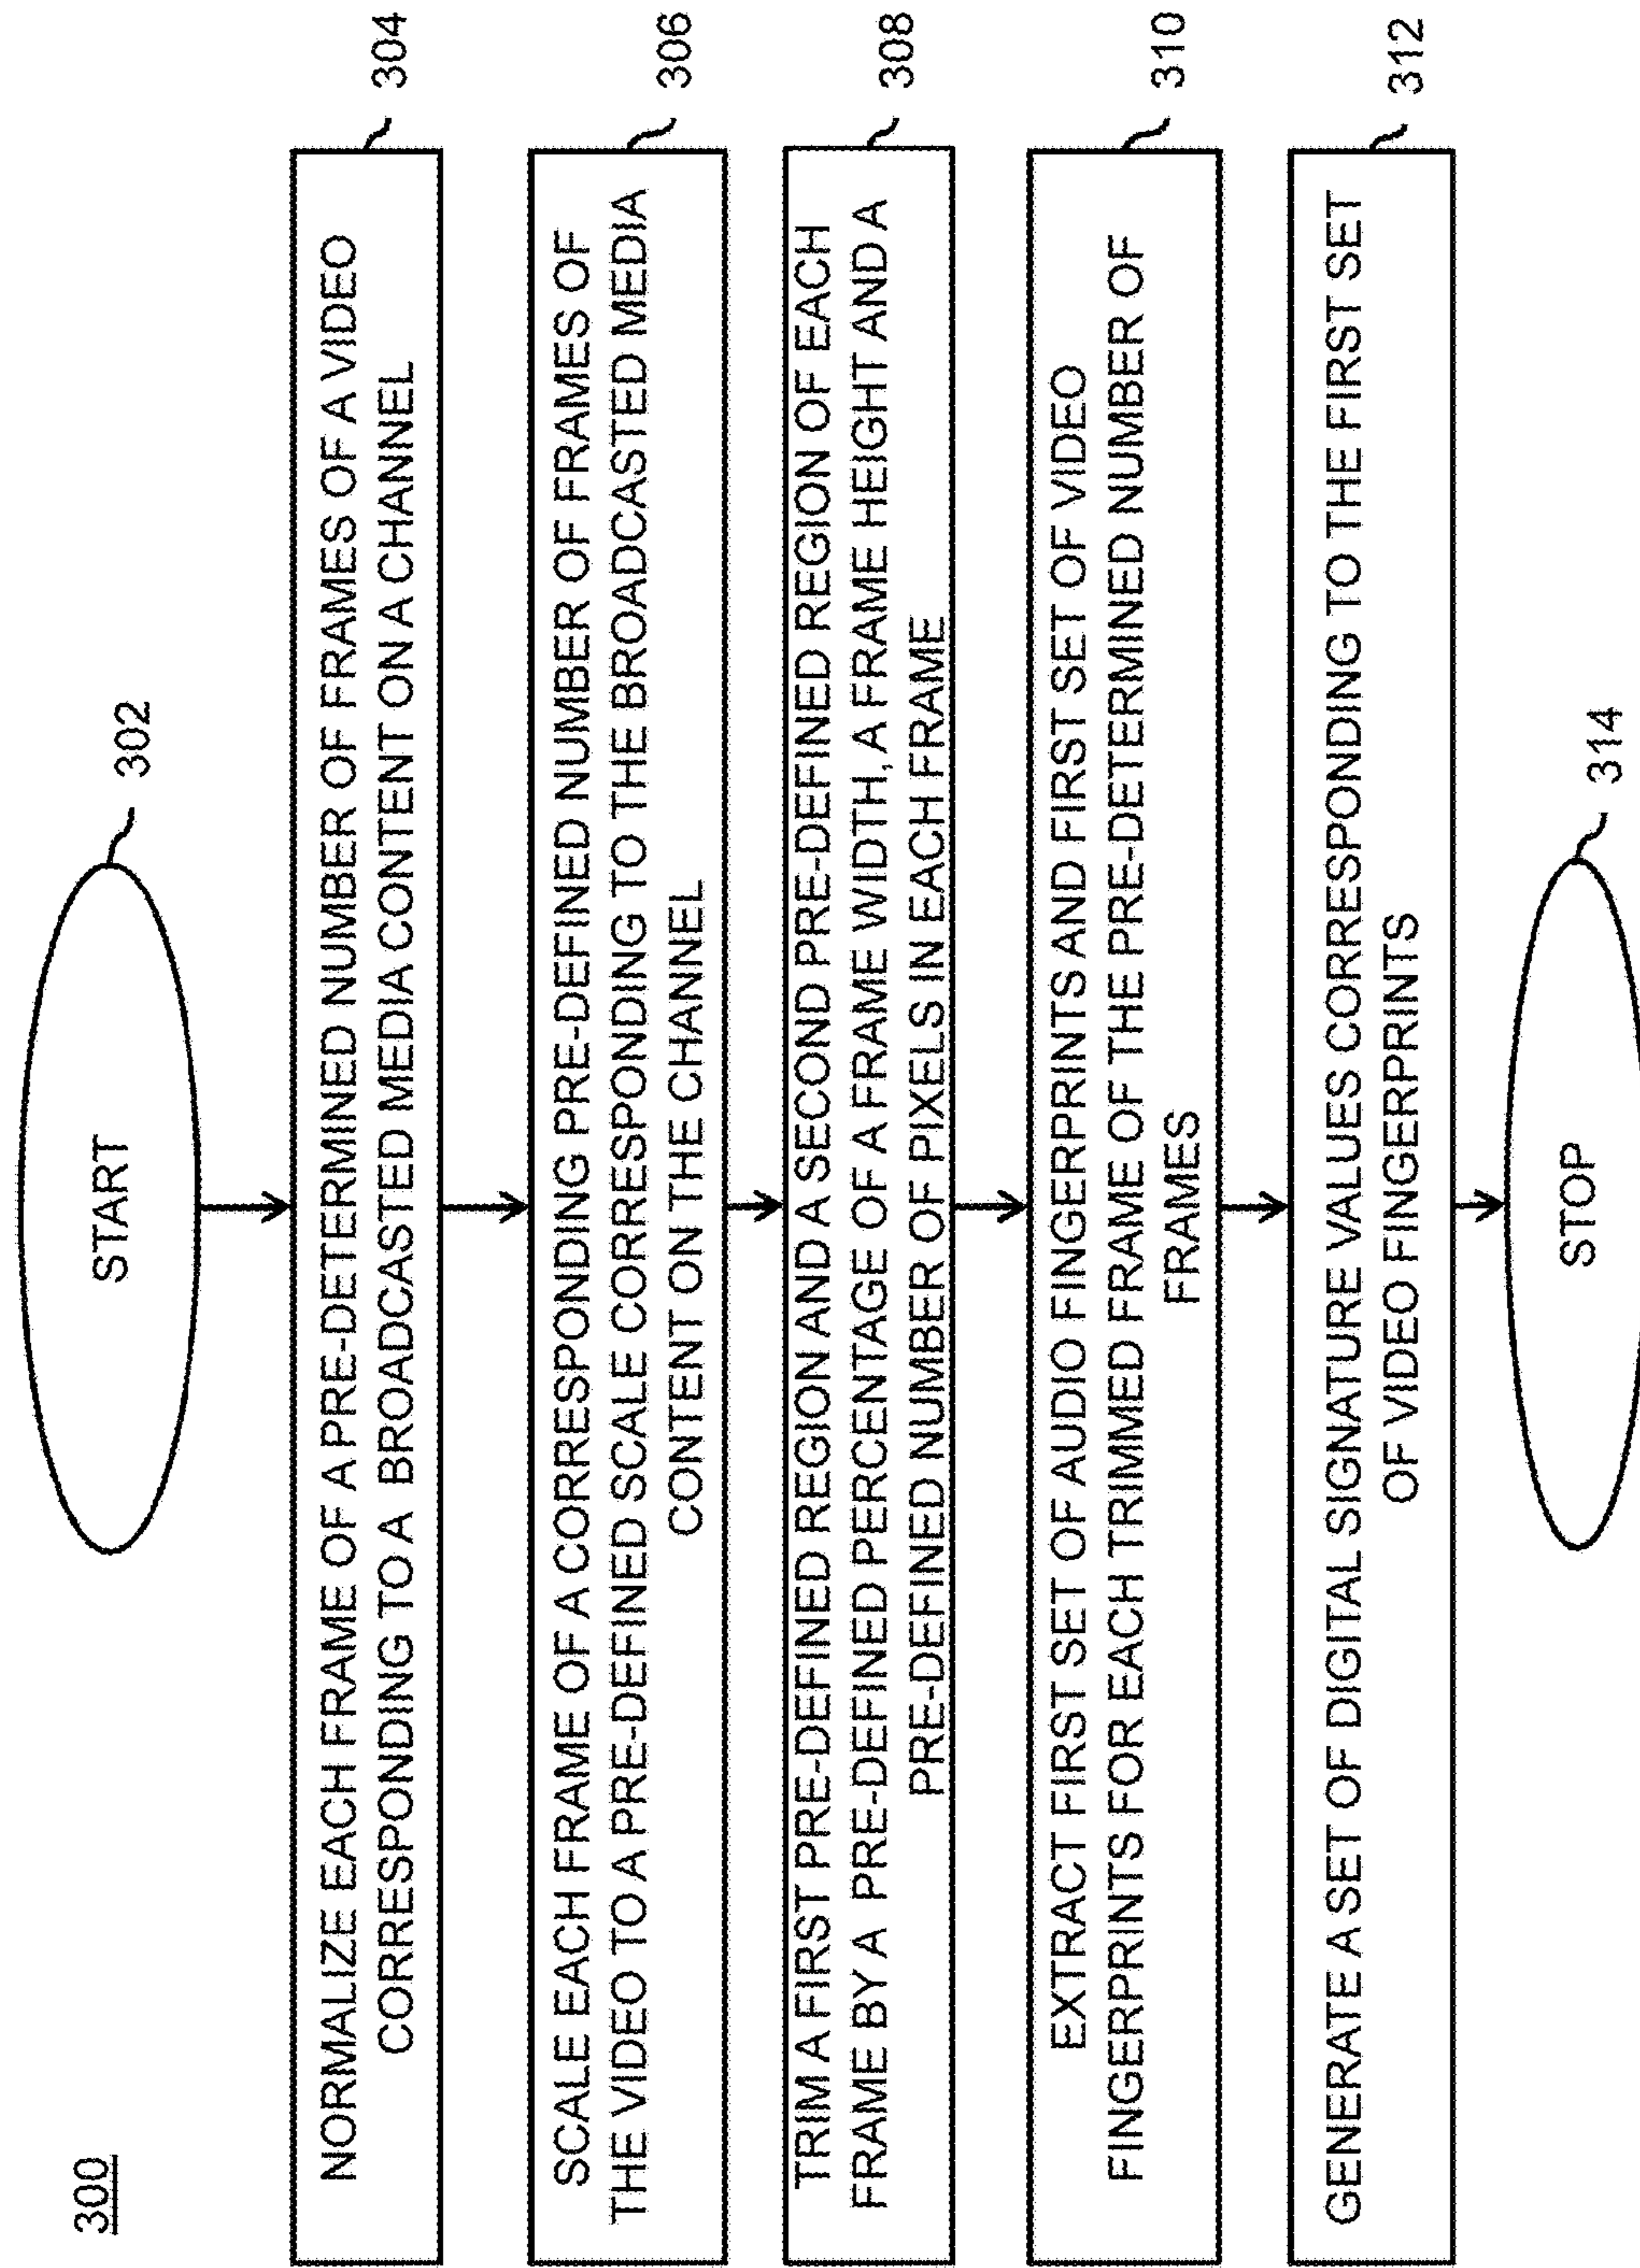 300
START
302
NORMALIZE EACH FRAME OF A PRE-DETERMINED NUMBER OF FRAMES OF A VIDEO
CORRESPONDING TO A BROADCASTED MEDIA CONTENT ON A CHANNEL
304
SCALE EACH FRAME OF A CORRESPONDING PRE-DEFINED NUMBER OF FRAMES OF
THE VIDEO TO A PRE-DEFINED SCALE CORRESPONDING TO THE BROADCASTED MEDIA
CONTENT ON THE CHANNEL
306
TRIM A FIRST PRE-DEFINED REGION AND A SECOND PRE-DEFINED REGION OF EACH
FRAME BY A PRE-DEFINED PERCENTAGE OF A FRAME WIDTH, A FRAME HEIGHT AND A
PRE-DEFINED NUMBER OF PIXELS IN EACH FRAME
308
EXTRACT FIRST SET OF AUDIO FINGERPRINTS AND FIRST SET OF VIDEO
FINGERPRINTS FOR EACH TRIMMED FRAME OF THE PRE-DETERMINED NUMBER OF
FRAMES
310
GENERATE A SET OF DIGITAL SIGNATURE VALUES CORRESPONDING TO THE FIRST SET
OF VIDEO FINGERPRINTS
312
STOP
314